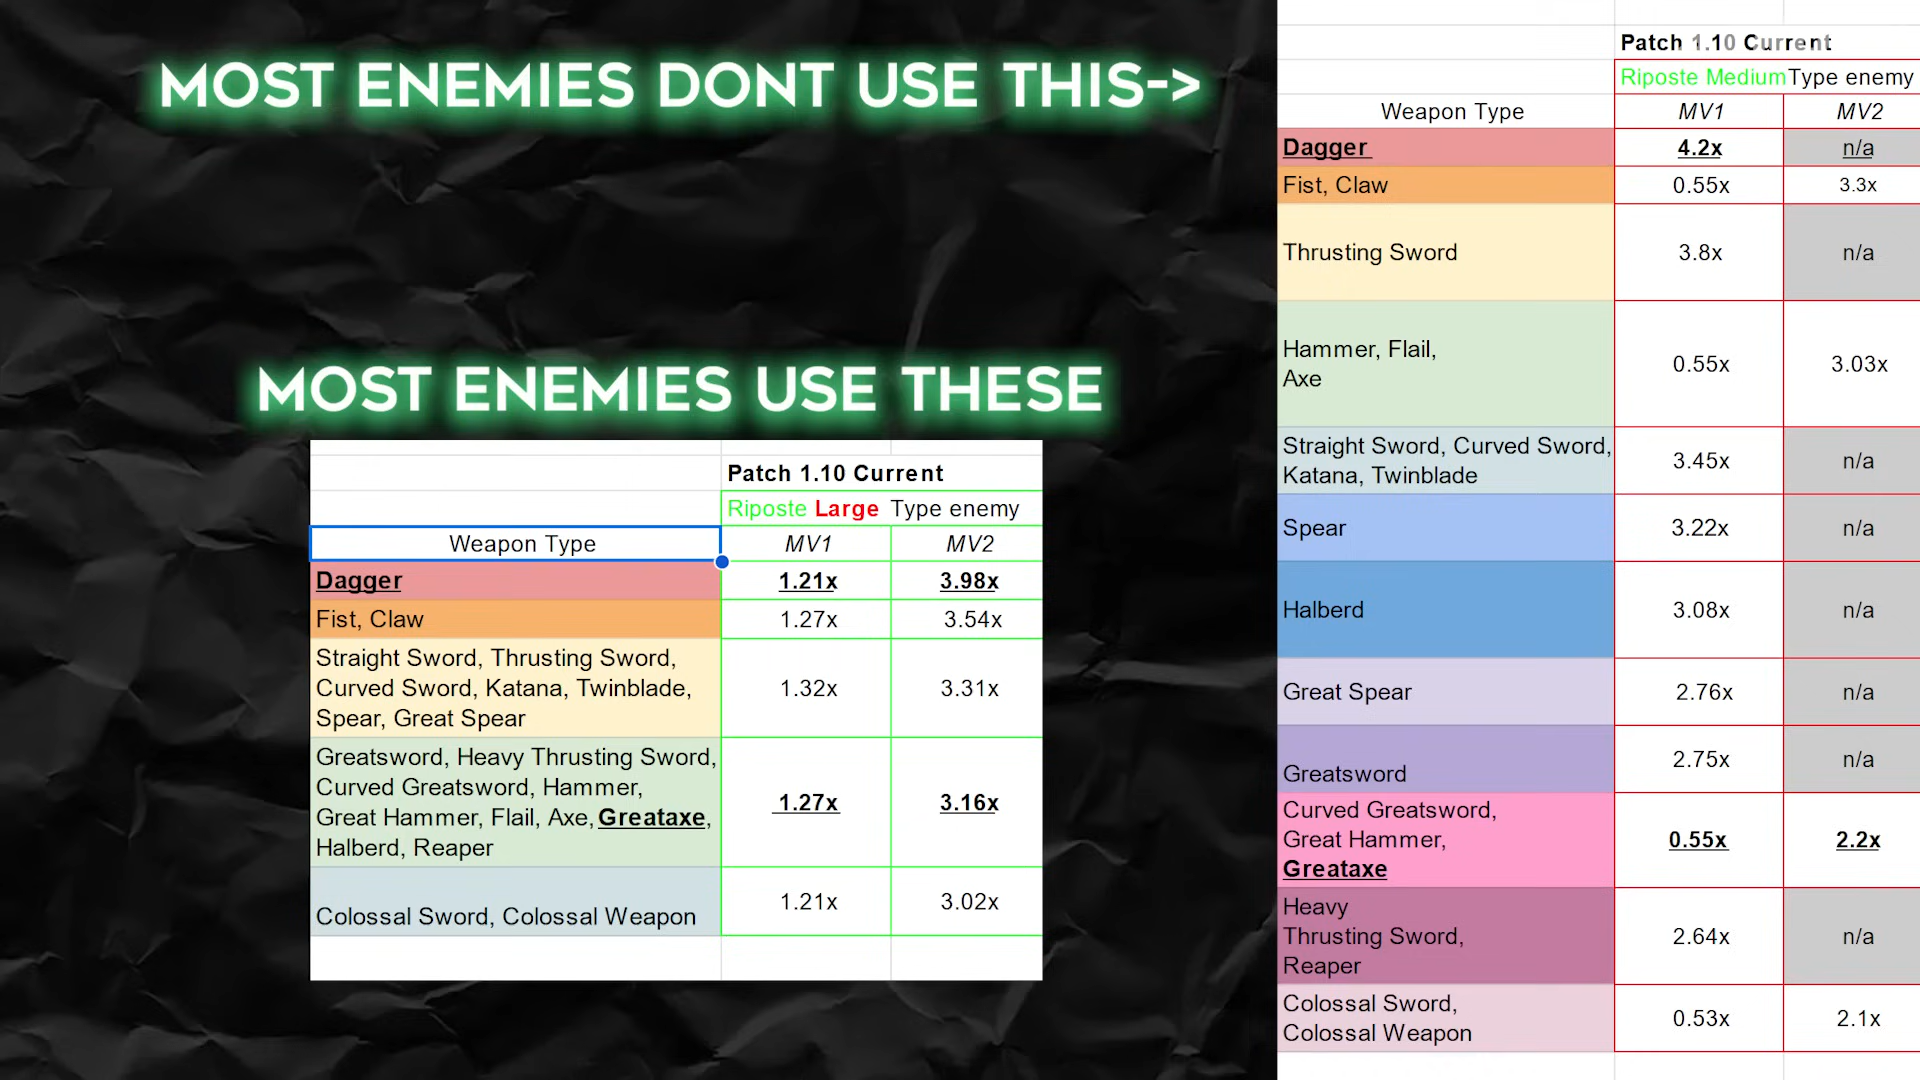 MOST ENEMIES DONT USE THIS->
MOST ENEMIES USE THESE
Patch 1.10 Current
Riposte Large Type enemy
Weapon Type MV1 MV2
Dagger 1.21x 3.98x
Fist, Claw 1.27x 3.54x
Straight Sword, Thrusting Sword,
Curved Sword, Katana, Twinblade,
Spear, Great Spear
1.32x 3.31x
Greatsword, Heavy Thrusting Sword,
Curved Greatsword, Hammer,
Great Hammer, Flail, Axe, Greataxe,
Halberd, Reaper
1.27x 3.16x
Colossal Sword, Colossal Weapon 1.21x 3.02x
Patch 1.10 Current
Riposte Medium Type enemy
Weapon Type MV1 MV2
Dagger 4.2x n/a
Fist, Claw 0.55x 3.3x
Thrusting Sword 3.8x n/a
Hammer, Flail,
Axe
0.55x 3.03x
Straight Sword, Curved Sword,
Katana, Twinblade
3.45x n/a
Spear 3.22x n/a
Halberd 3.08x n/a
Great Spear 2.76x n/a
Greatsword 2.75x n/a
Curved Greatsword,
Great Hammer,
Greataxe
0.55x 2.2x
Heavy
Thrusting Sword,
Reaper
2.64x n/a
Colossal Sword,
Colossal Weapon
0.53x 2.1x